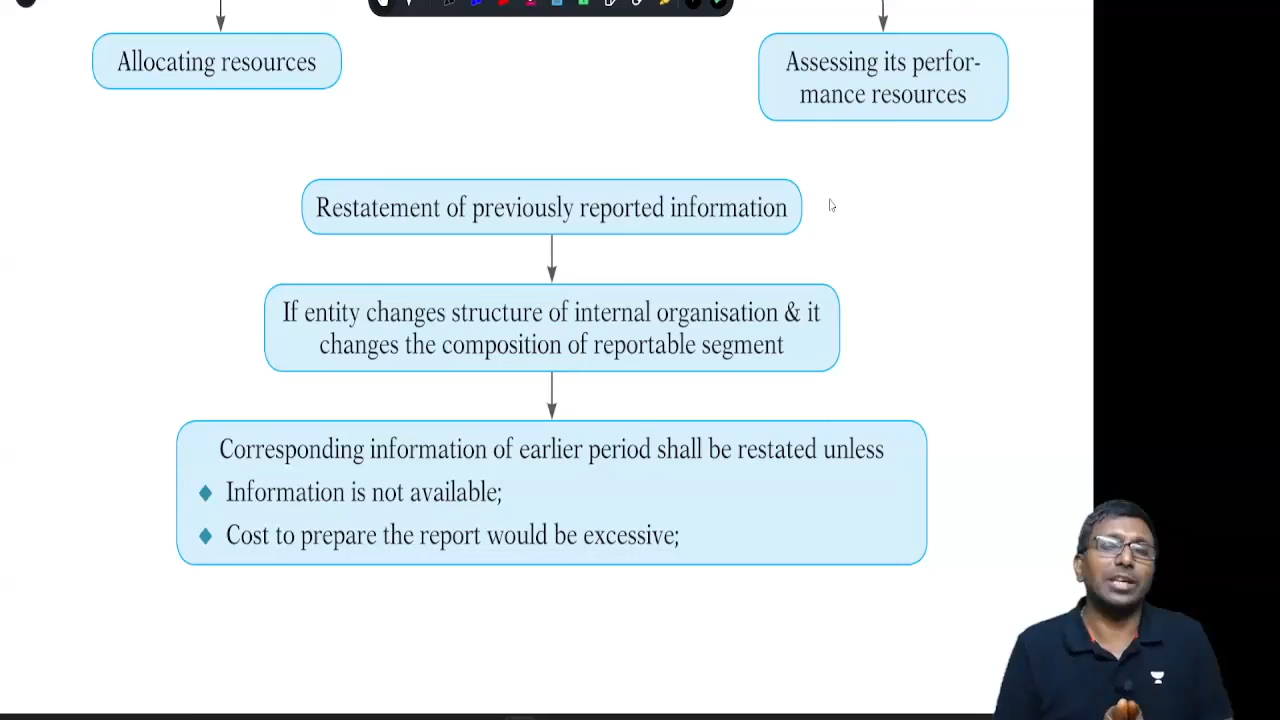 Allocating resources
Assessing its perfor-
mance resources
Restatement of previously reported information
If entity changes structure of internal organisation & it
changes the composition of reportable segment
Corresponding information of earlier period shall be restated unless
Information is not available;
Cost to prepare the report would be excessive;